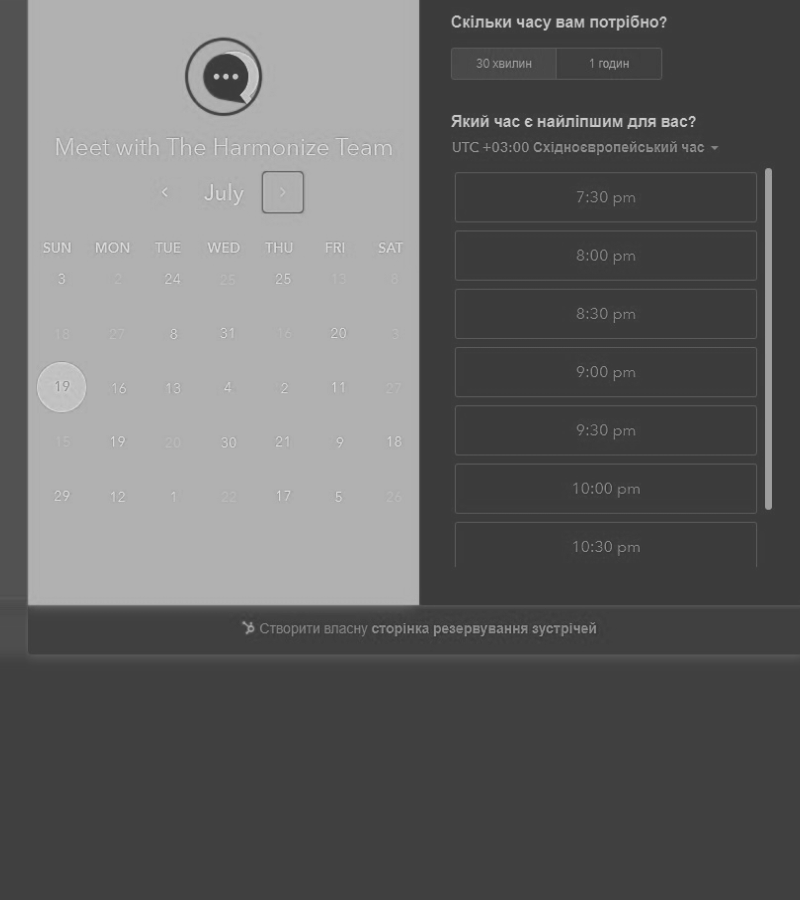 Meet with The Harmonize Team
July
SUN MON TUE WED THU FRI SAT
3 2 24 25 25 13
27 8 31 16 20 3
19 16 13 4 2 11 27
15 19 20 30 21 9 18
29 12 1 22 17 5 26
Скільки часу вам потрібно?
30 хвилин 1 годин
Який час є найліпшим для вас?
UTC +03:00 Східноєвропейський час
7:30 pm
8:00 pm
8:30 pm
9:00 pm
9:30 pm
10:00 pm
10:30 pm
Створити власну сторінка резервування зустрічей